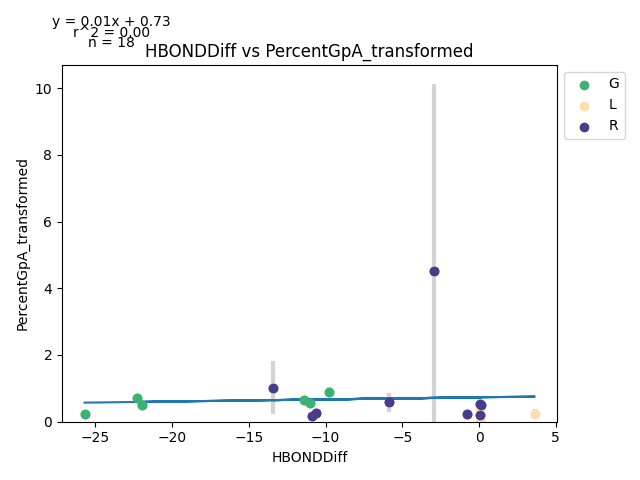 y = 0.01x + 0.73
r^2 = 0.00
n = 18
HBONDDiff vs PercentGpA_transformed
G
L
R
10
8
6
4
2
0
PercentGpA_transformed
−25
−20
−15
−10
−5
0
5
HBONDDiff